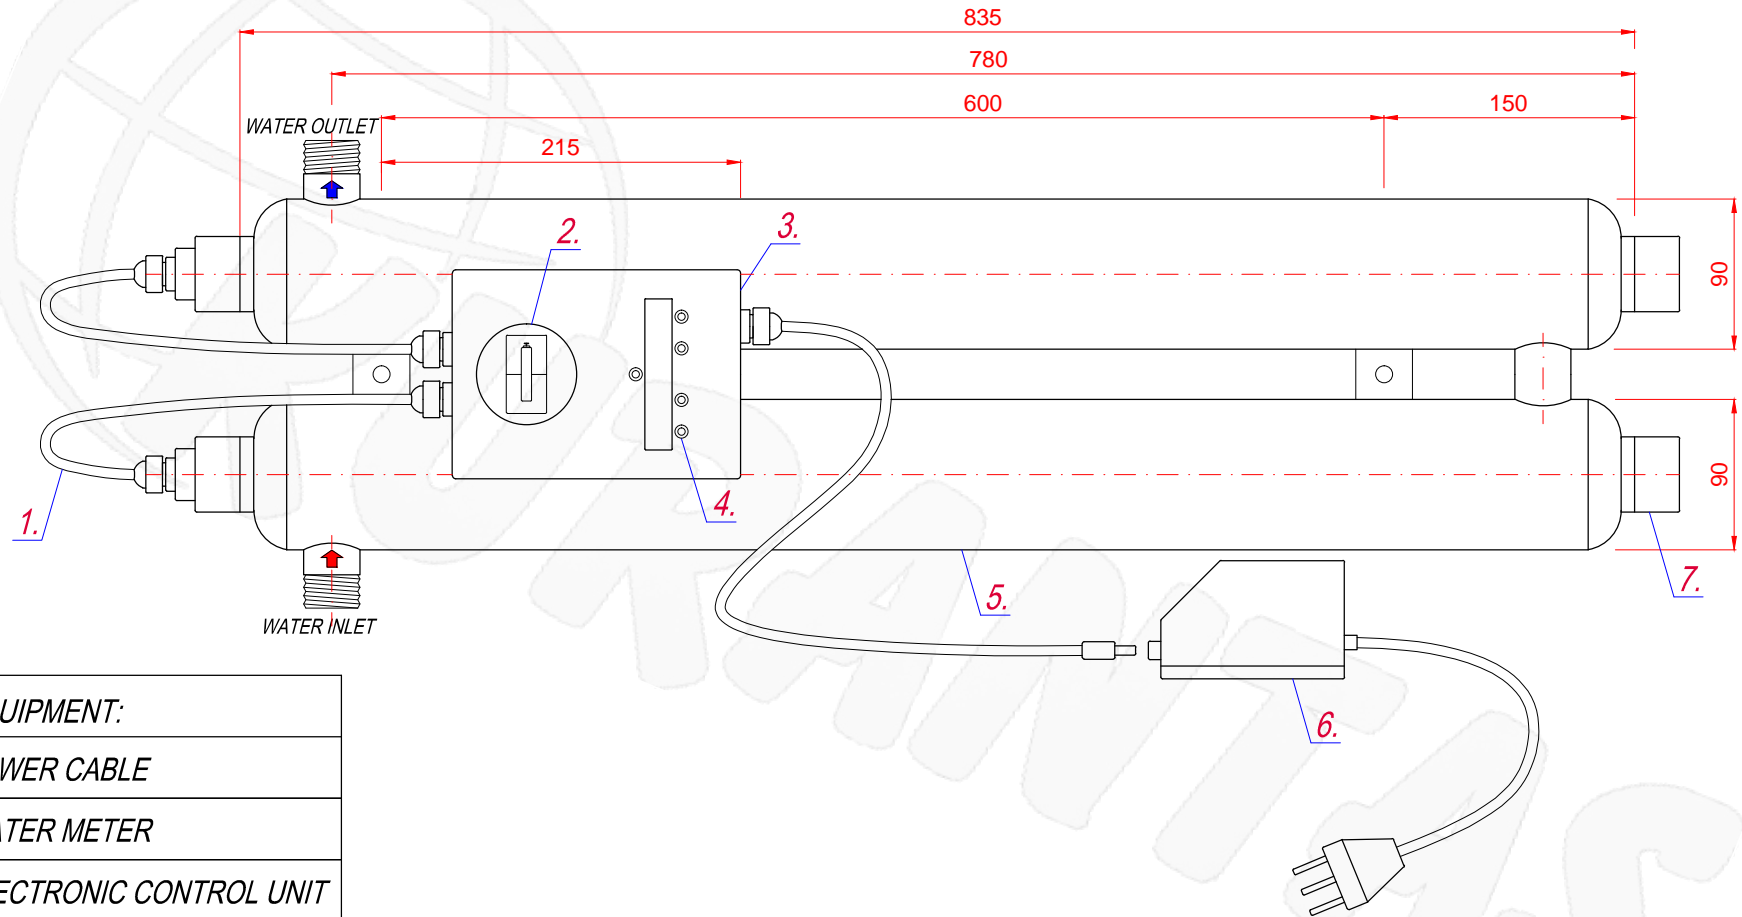 835
780
600
150
WATER OUTLET
215
2.
3.
90
90
4.
1.
5.
7.
WATER INLET
6.
UIPMENT:
WER CABLE
TER METER
ECTRONIC CONTROL UNIT